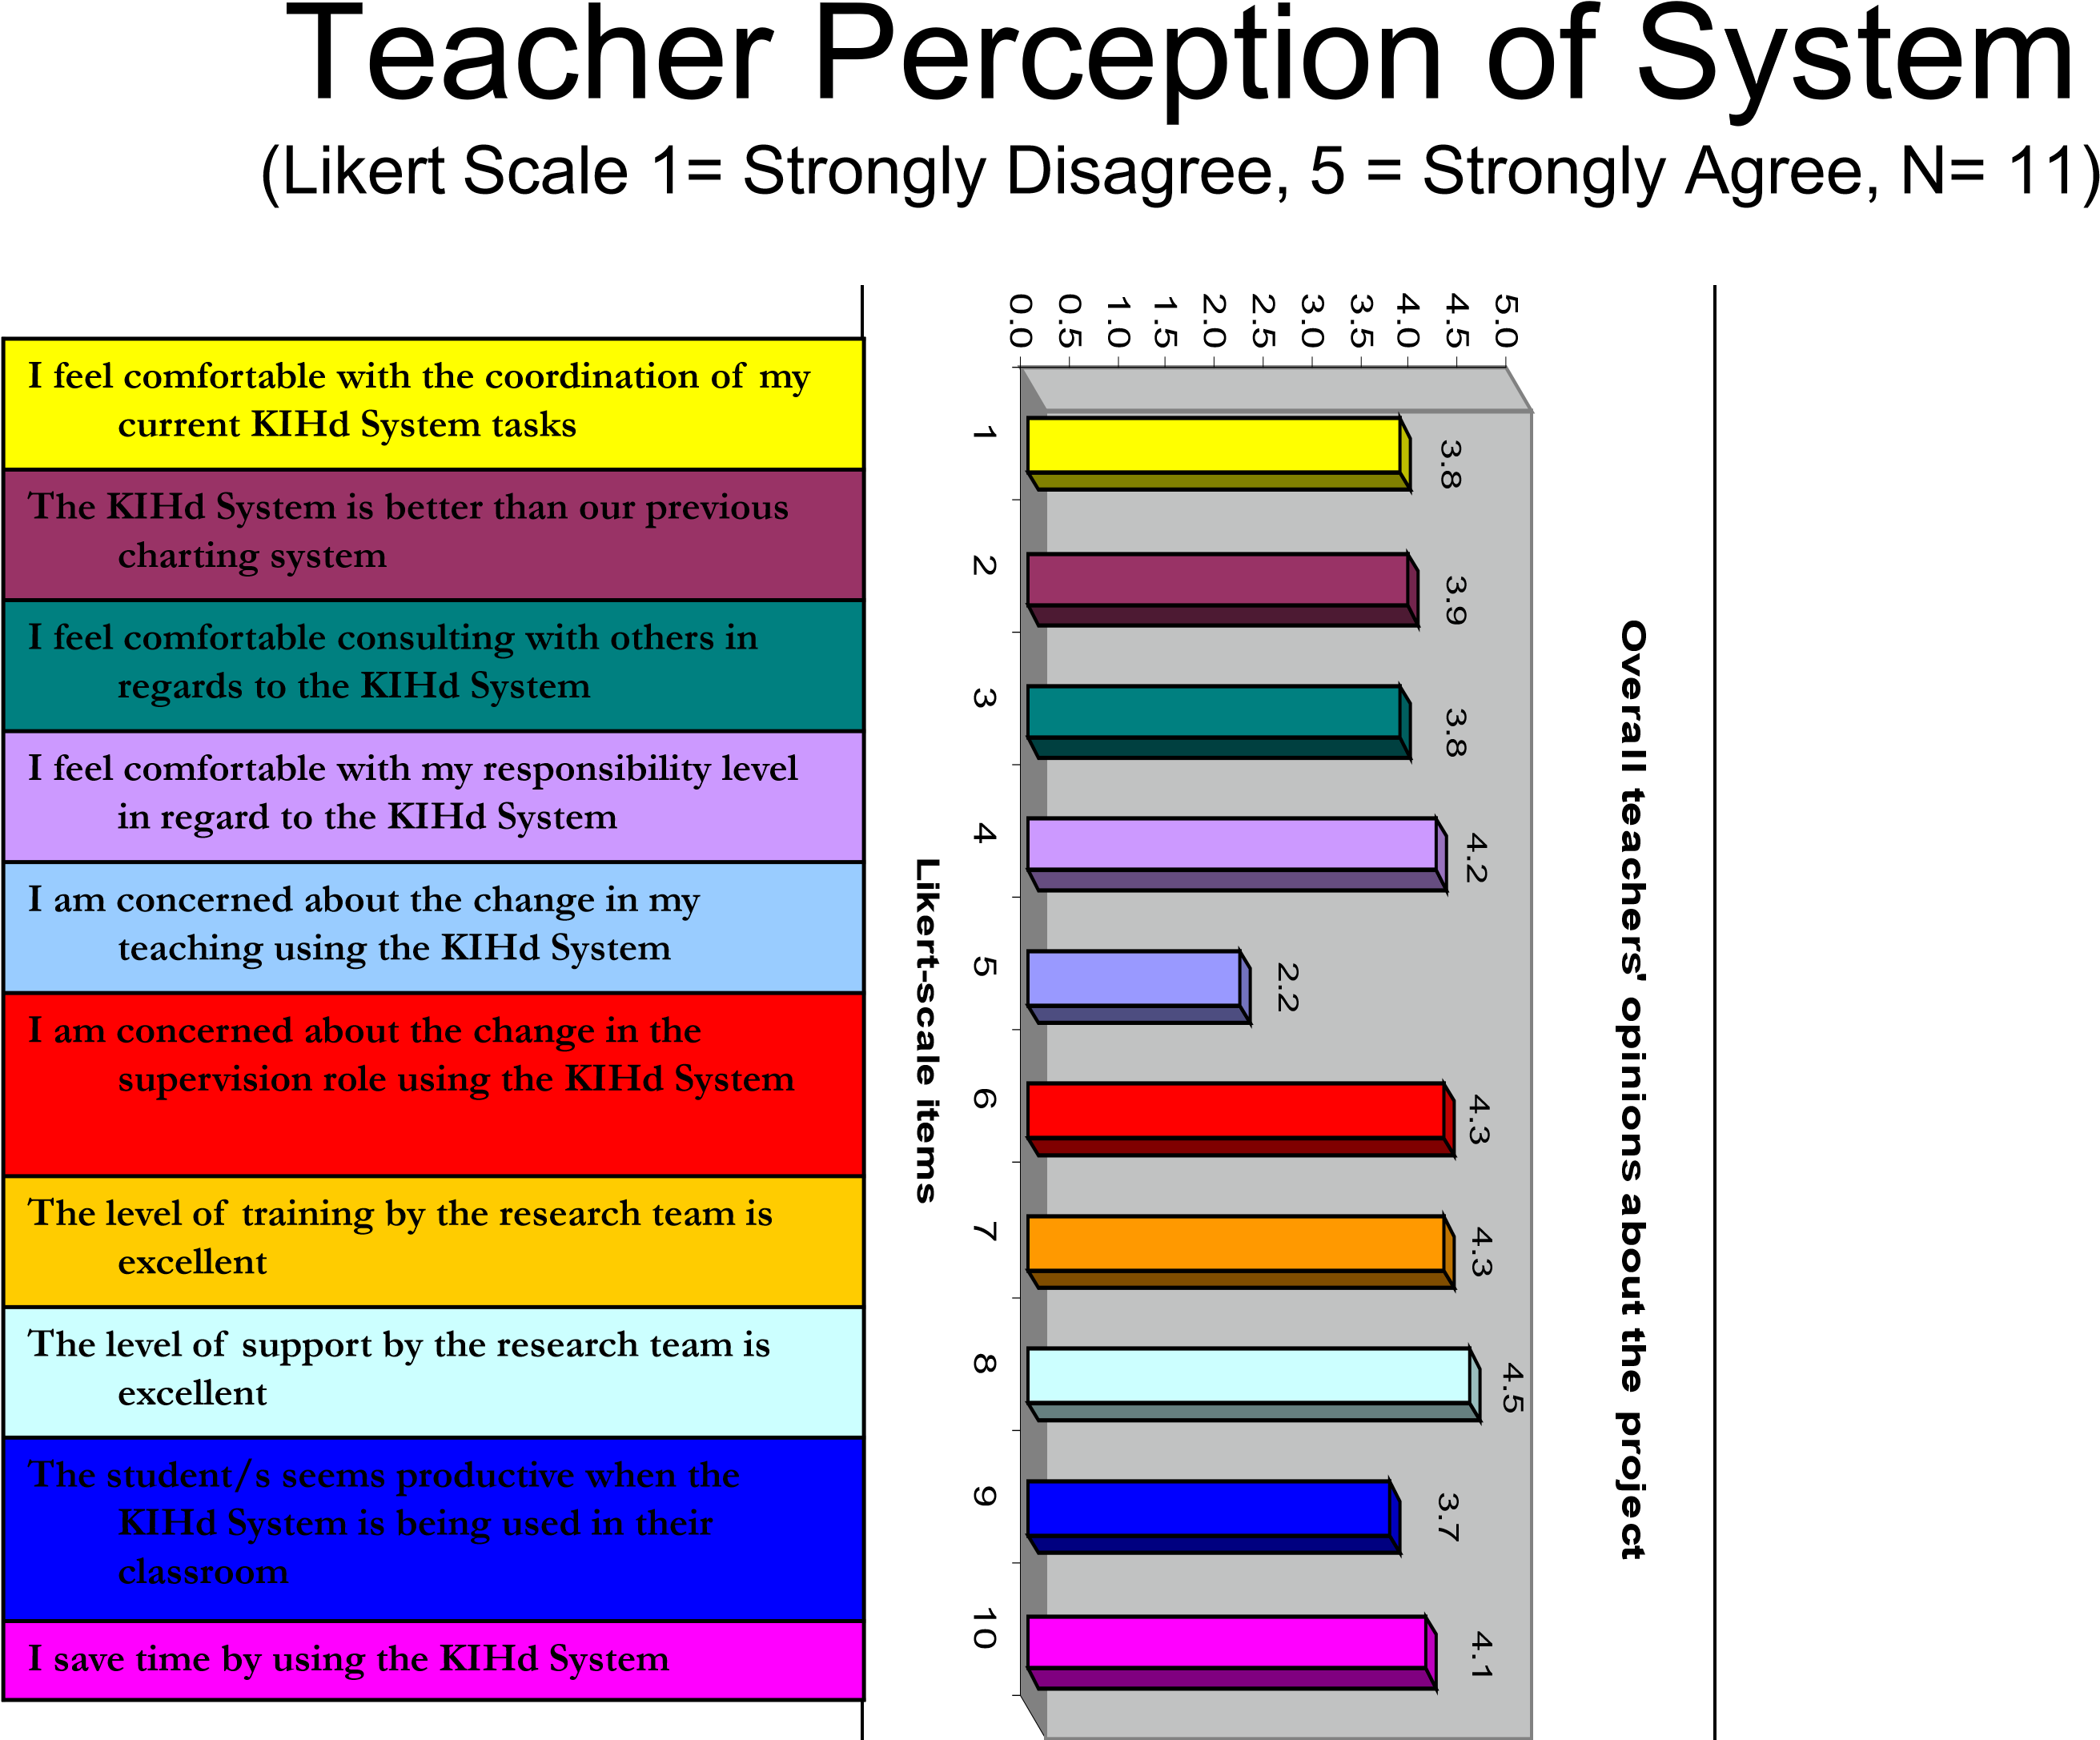 Teacher Perception of System
(Likert Scale 1= Strongly Disagree, 5 = Strongly Agree, N= 11)
I feel comfortable with the coordination of my
current KIHd System tasks
The KIHd System is better than our previous
charting system
I feel comfortable consulting with others in
regards to the KIHd System
I feel comfortable with my responsibility level
in regard to the KIHd System
I am concerned about the change in my
teaching using the KIHd System
I am concerned about the change in the
supervision role using the KIHd System
The level of training by the research team is
excellent
The level of support by the research team is
excellent
The student/s seems productive when the
KIHd System is being used in their
classroom
I save time by using the KIHd System
Overall teachers' opinions about the project
5.0
4.5
4.0
3.5
3.0
2.5
2.0
1.5
1.0
0.5
0.0
3.8
3.9
3.8
4.2
2.2
4.3
4.3
4.5
3.7
4.1
1
2
3
4
5
6
7
8
9
10
Likert-scale items